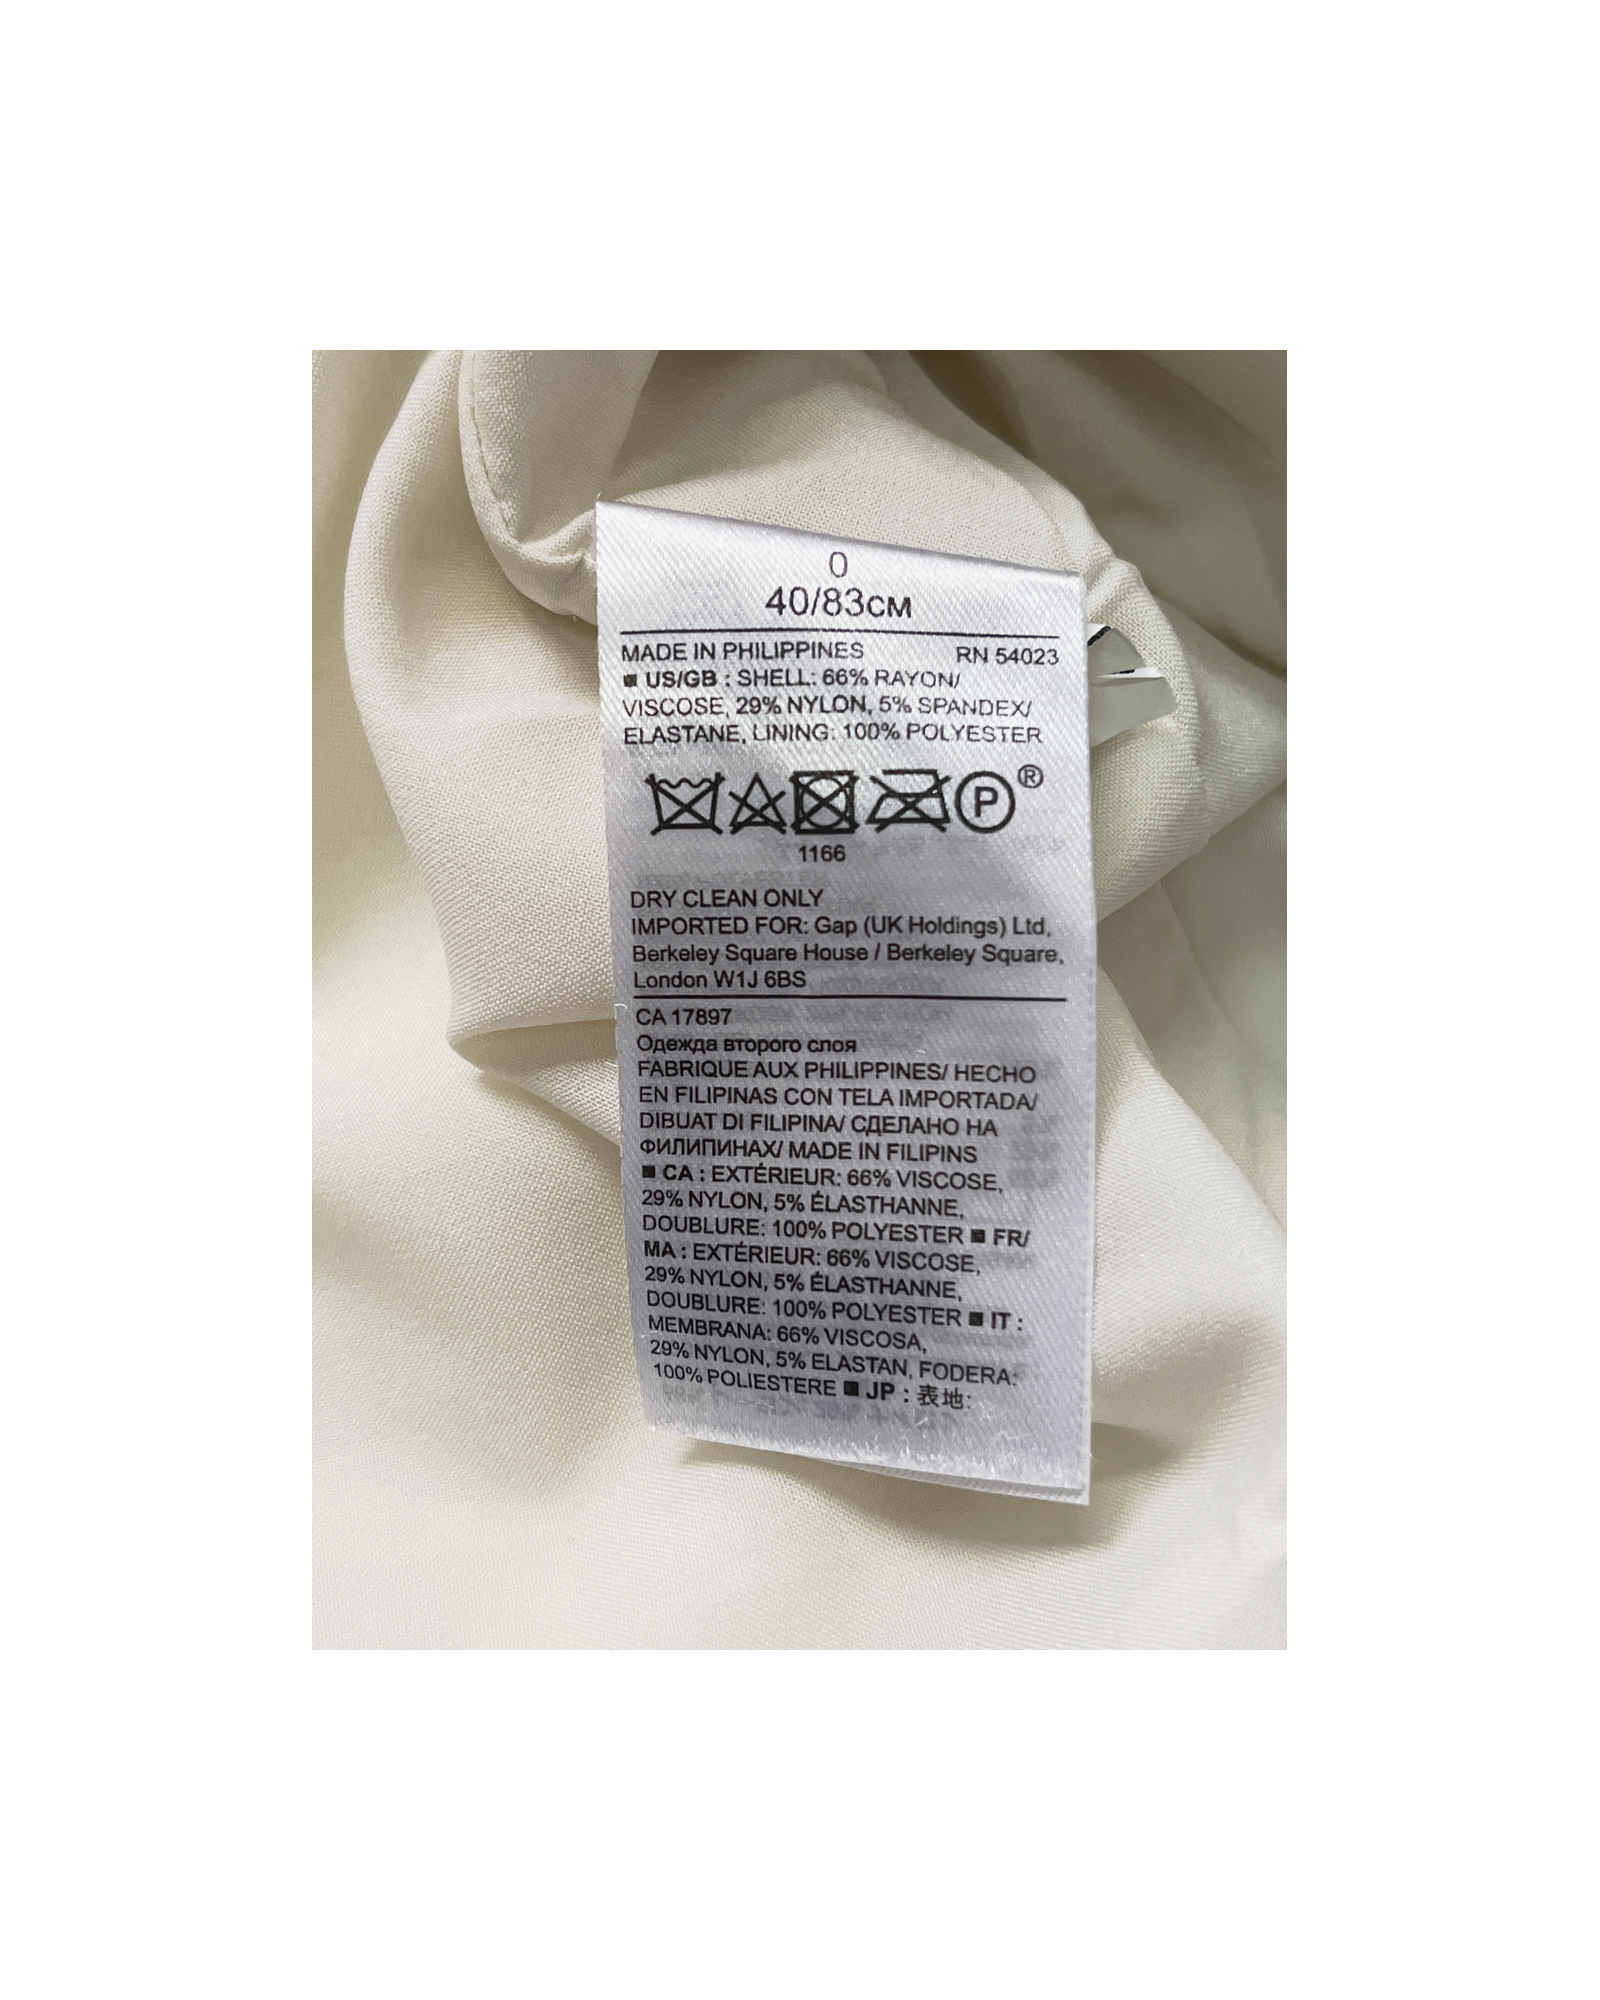 0
40/83CM
MADE IN PHILIPPINES RN 54023
■ US/GB : SHELL: 66% RAYON/
VISCOSE, 29% NYLON, 5% SPANDEX/
ELASTANE, LINING: 100% POLYESTER
P ®
1166
DRY CLEAN ONLY
IMPORTED FOR: Gap (UK Holdings) Ltd,
Berkeley Square House / Berkeley Square,
London W1J 6BS
CA 17897
Одежда второго слоя
FABRIQUE AUX PHILIPPINES/ HECHO
EN FILIPINAS CON TELA IMPORTADA/
DIBUAT DI FILIPINA/ СДЕЛАНО НА
ФИЛИПИНАХ/ MADE IN FILIPINS
■ CA : EXTÉRIEUR: 66% VISCOSE,
29% NYLON, 5% ÉLASTHANNE,
DOUBLURE: 100% POLYESTER ■ FR/
MA : EXTÉRIEUR: 66% VISCOSE,
29% NYLON, 5% ÉLASTHANNE,
DOUBLURE: 100% POLYESTER ■ IT :
MEMBRANA: 66% VISCOSA,
29% NYLON, 5% ELASTAN, FODERA:
100% POLIESTERE ■ JP : 表地: